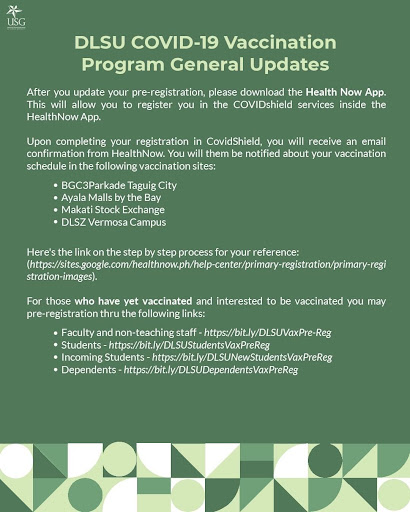 USG
DLSU COVID-19 Vaccination
Program General Updates
After you update your pre-registration, please download the Health Now App.
This will allow you to register you in the COVIDshield services inside the
HealthNow App.
Upon completing your registration in CovidShield, you will receive an email
confirmation from HealthNow. You will them be notified about your vaccination
schedule in the following vaccination sites:
• BGC3Parkade Taguig City
• Ayala Malls by the Bay
• Makati Stock Exchange
• DLSZ Vermosa Campus
Here's the link on the step by step process for your reference:
(https://sites.google.com/healthnow.ph/help-center/primary-registration/primary-regi
stration-images).
For those who have yet vaccinated and interested to be vaccinated you may
pre-registration thru the following links:
• Faculty and non-teaching staff - https://bit.ly/DLSUVaxPre-Reg
• Students - https://bit.ly/DLSUStudentsVaxPreReg
• Incoming Students - https://bit.ly/DLSUNewStudentsVaxPreReg
• Dependents - https://bit.ly/DLSUDependentsVaxPreReg